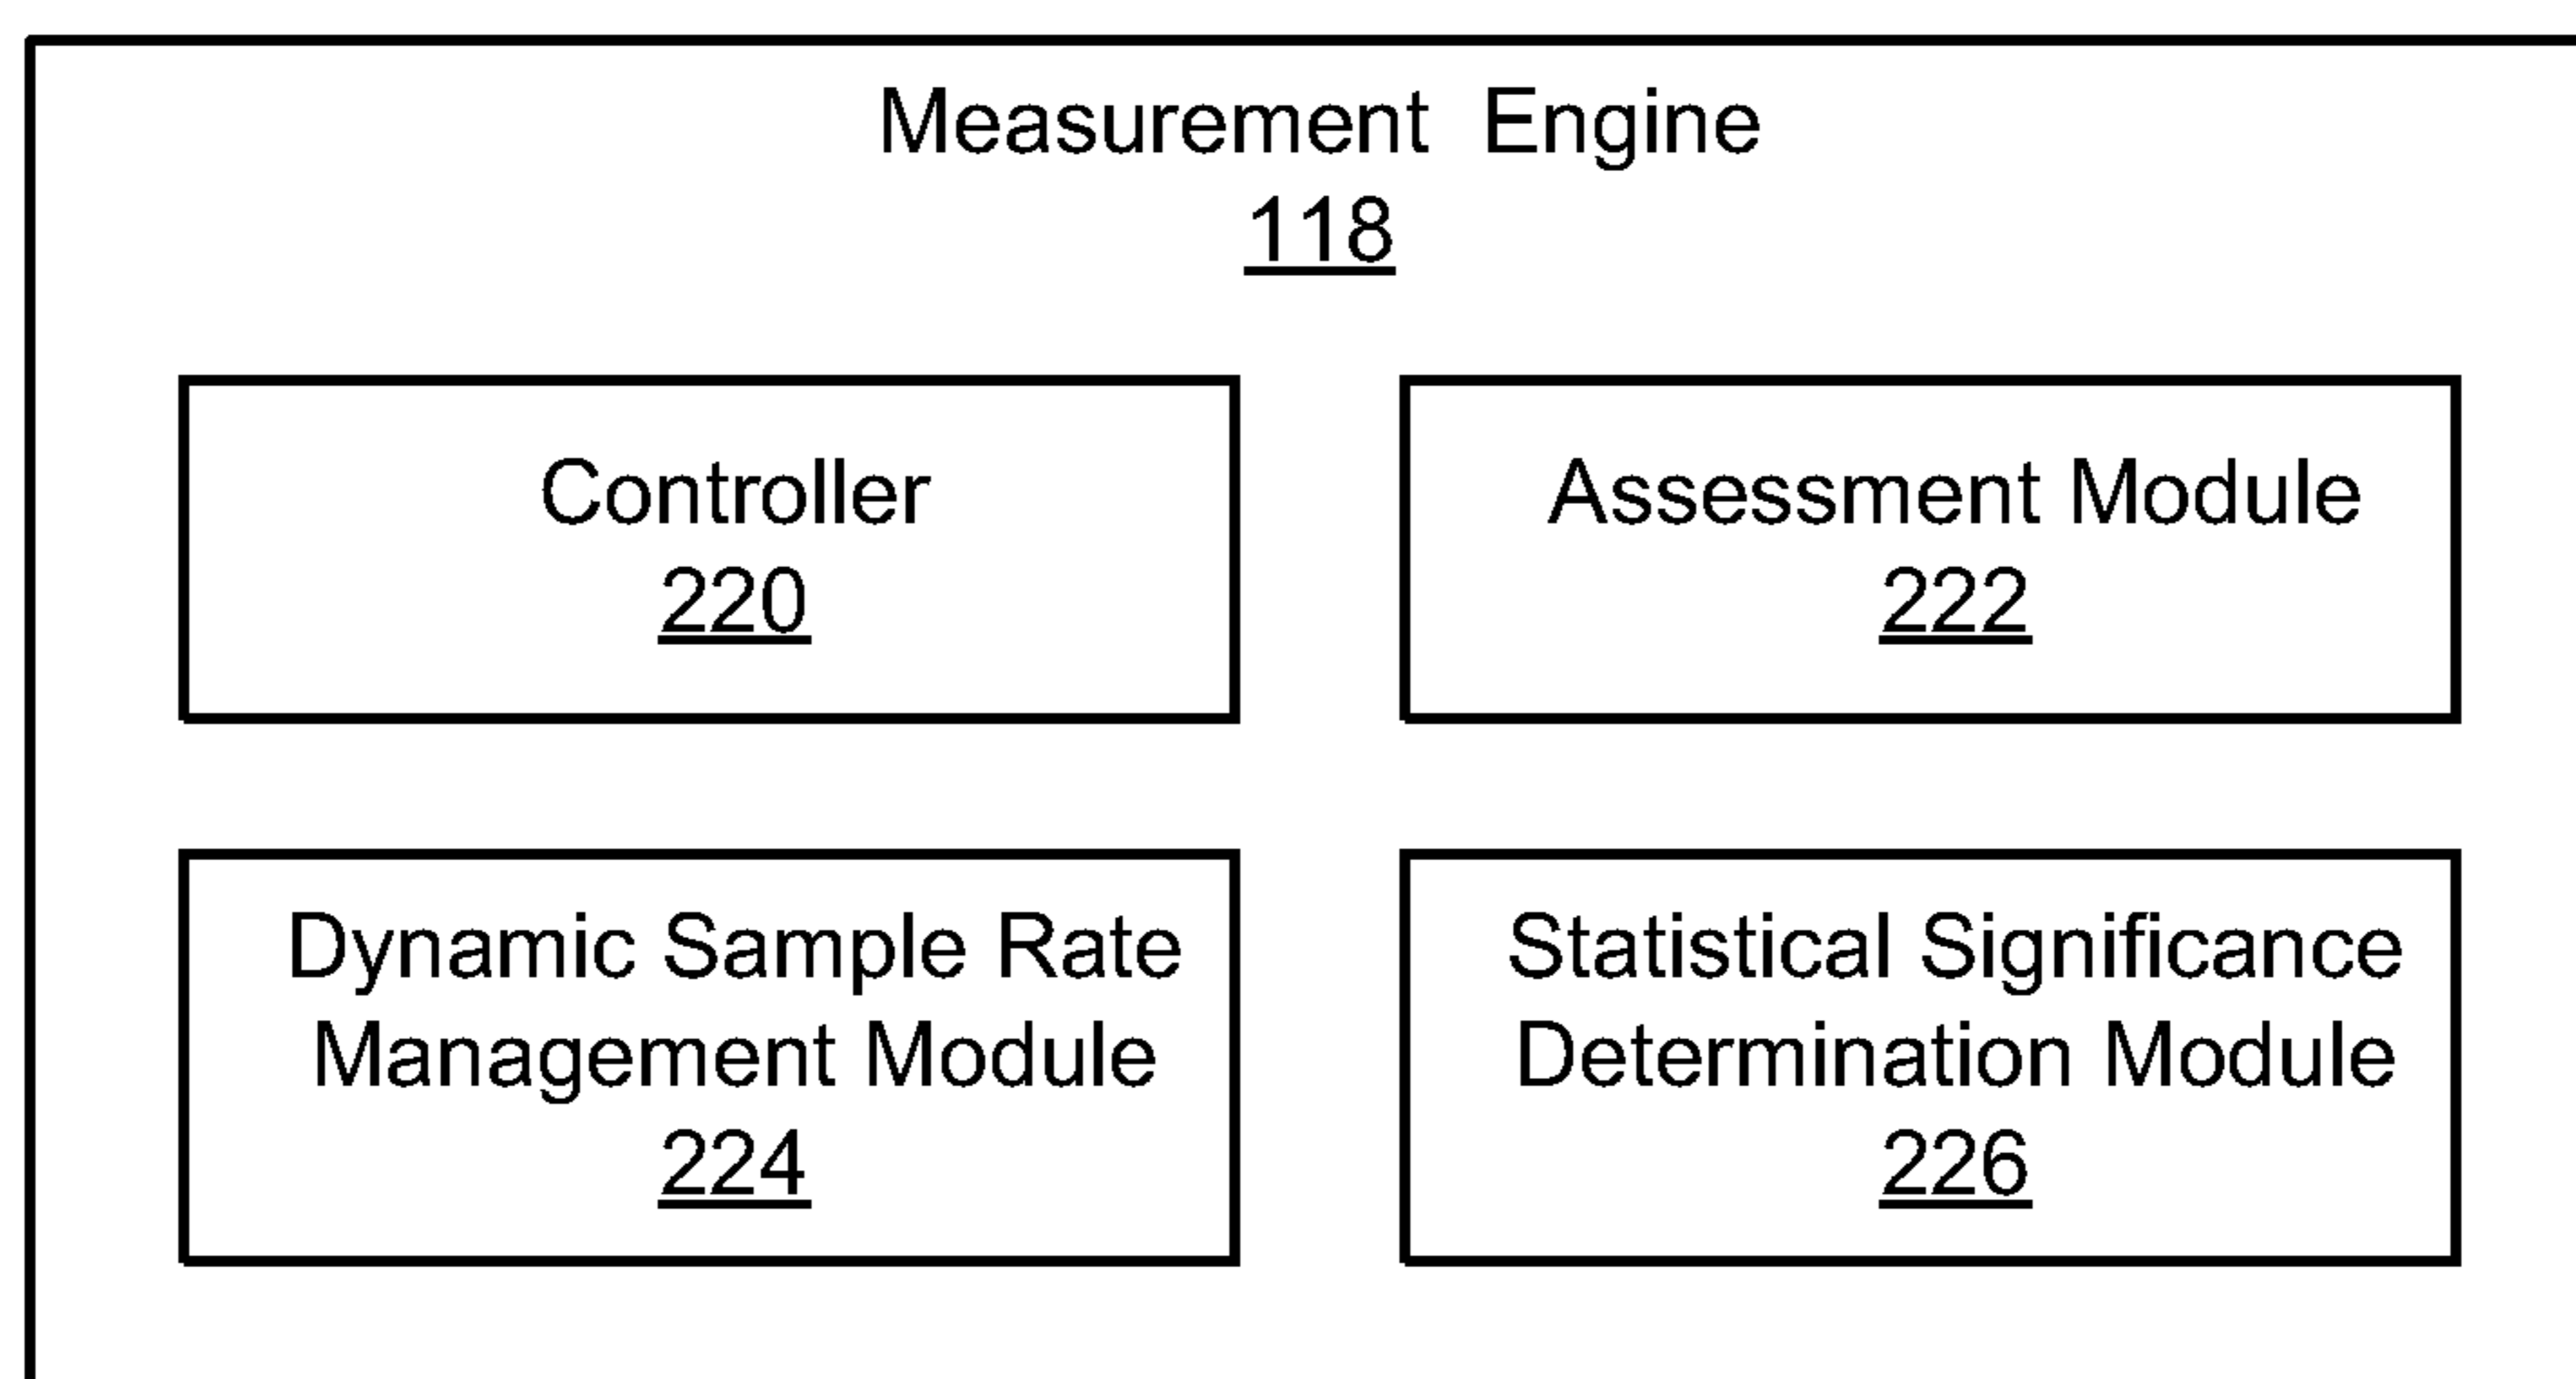 Measurement Engine
118
Controller
220
Assessment Module
222
Dynamic Sample Rate
Management Module
224
Statistical Significance
Determination Module
226